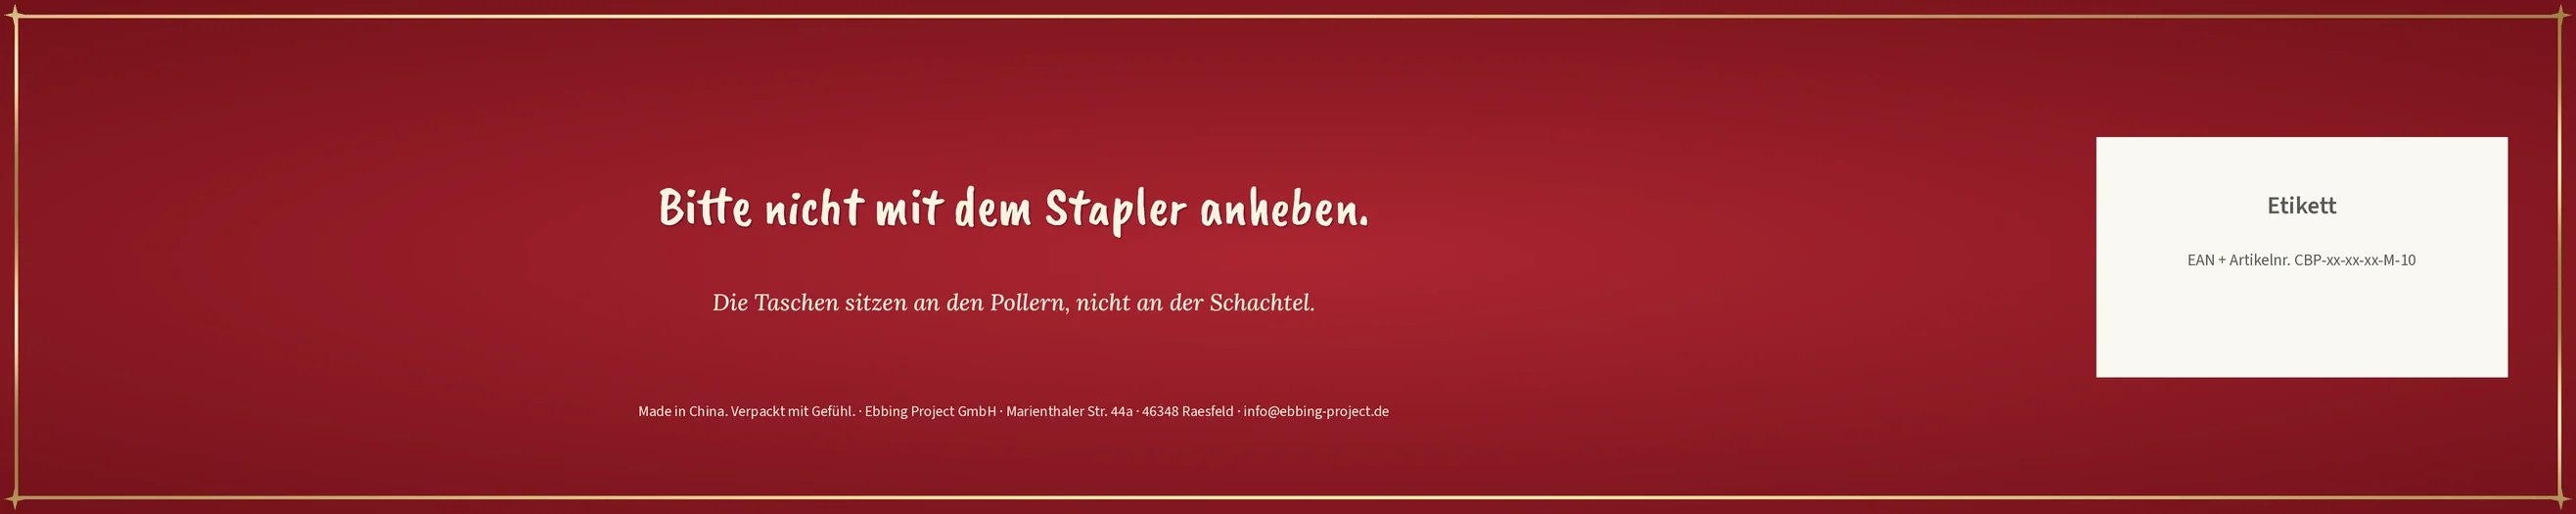 Bitte nicht mit dem Stapler anheben.
Die Taschen sitzen an den Pollern, nicht an der Schachtel.
Made in China. Verpackt mit Gefühl. · Ebbing Project GmbH · Marienthaler Str. 44a · 46348 Raesfeld · info@ebbing-project.de
Etikett
EAN + Artikelnr. CBP-xx-xx-xx-M-10